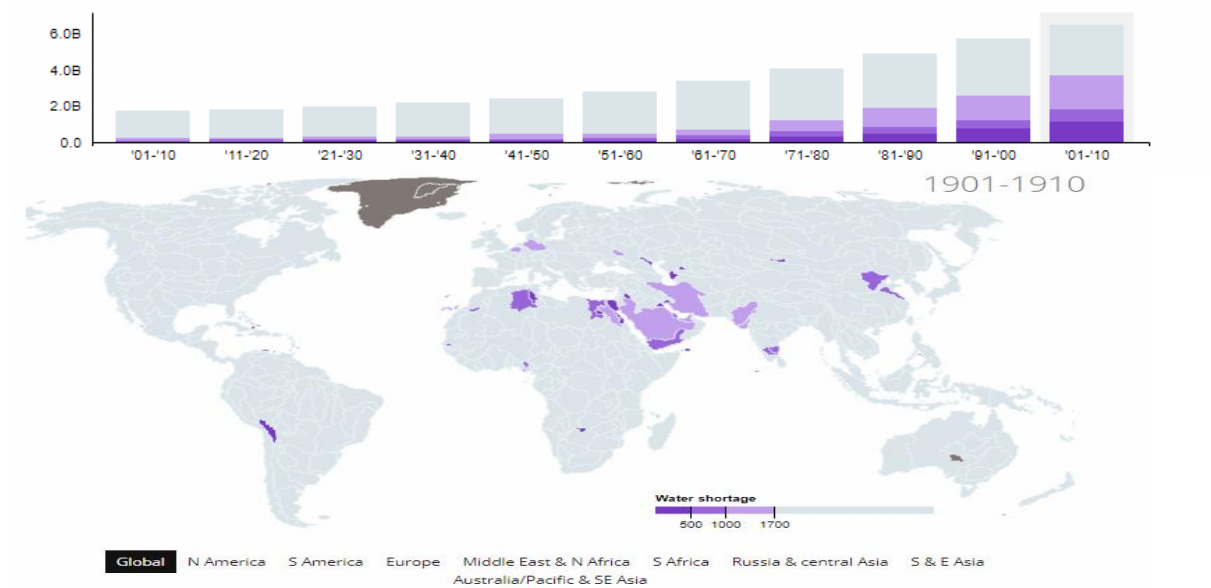 6.0B
4.0B
2.0B
0.0
'01-'10 '11-'20 '21-'30 '31-'40 '41-'50 '51-'60 '61-'70 '71-'80 '81-'90 '91-'00 '01-'10
1901-1910
Water shortage
500 1000 1700
Global N America S America Europe Middle East & N Africa S Africa Russia & central Asia S & E Asia
Australia/Pacific & SE Asia